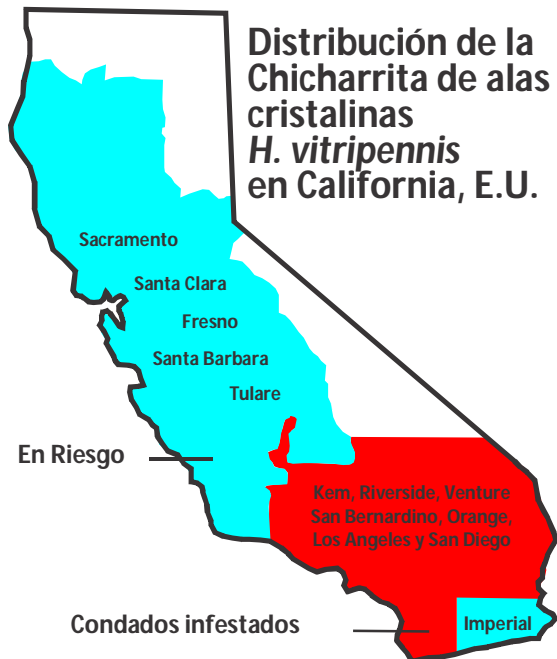 Distribución de la
Chicharrita de alas
cristalinas
H. vitripennis
en California, E.U.
Sacramento
Santa Clara
Fresno
Santa Barbara
Tulare
En Riesgo
Kem, Riverside, Venture
San Bernardino, Orange,
Los Angeles y San Diego
Condados infestados
Imperial